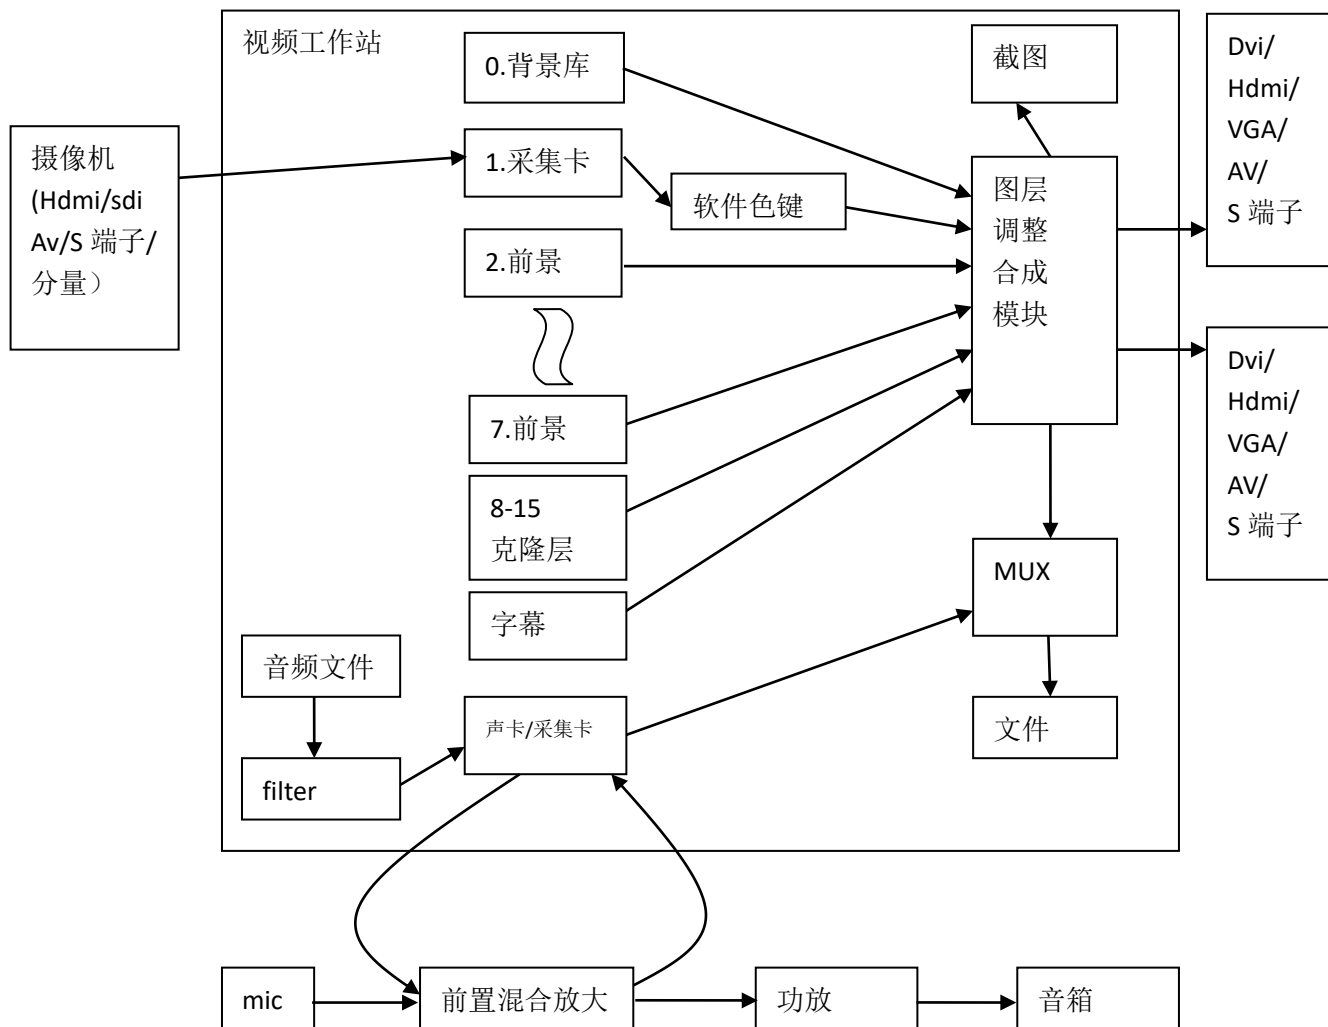 视频工作站
0.背景库
截图
Dvi/
Hdmi/
VGA/
AV/
S 端子
摄像机
(Hdmi/sdi
Av/S 端子/
分量）
1.采集卡
软件色键
图层
调整
合成
模块
2.前景
7.前景
8-15
克隆层
字幕
Dvi/
Hdmi/
VGA/
AV/
S 端子
MUX
音频文件
声卡/采集卡
文件
filter
mic
前置混合放大
功放
音箱